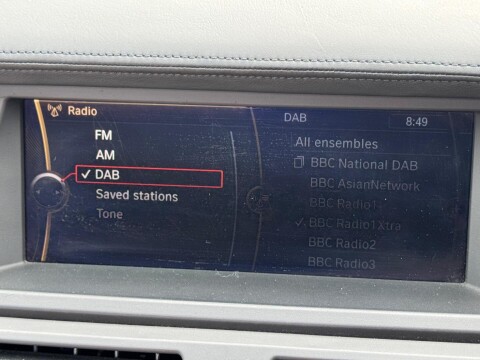 Radio
FM
AM
✓ DAB
Saved stations
Tone
DAB
8:49
All ensembles
BBC National DAB
BBC AsianNetwork
BBC Radio1
✓ BBC Radio1Xtra
BBC Radio2
BBC Radio3